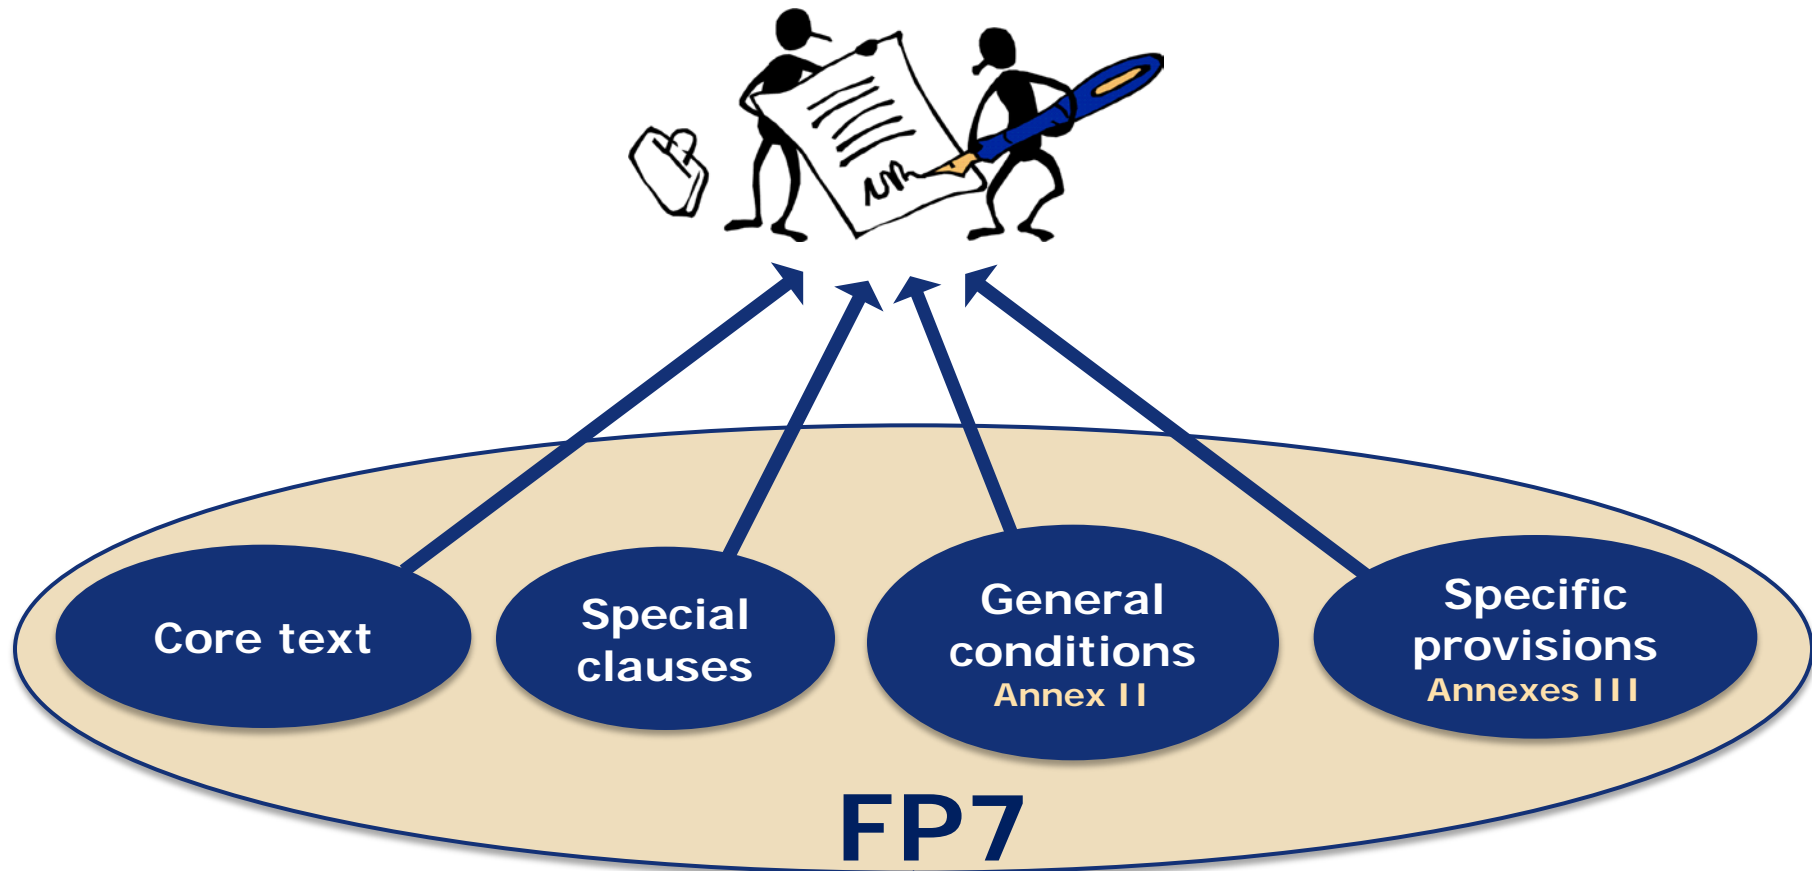 Core text
Special
clauses
General
conditions
Annex II
Specific
provisions
Annexes III
FP7